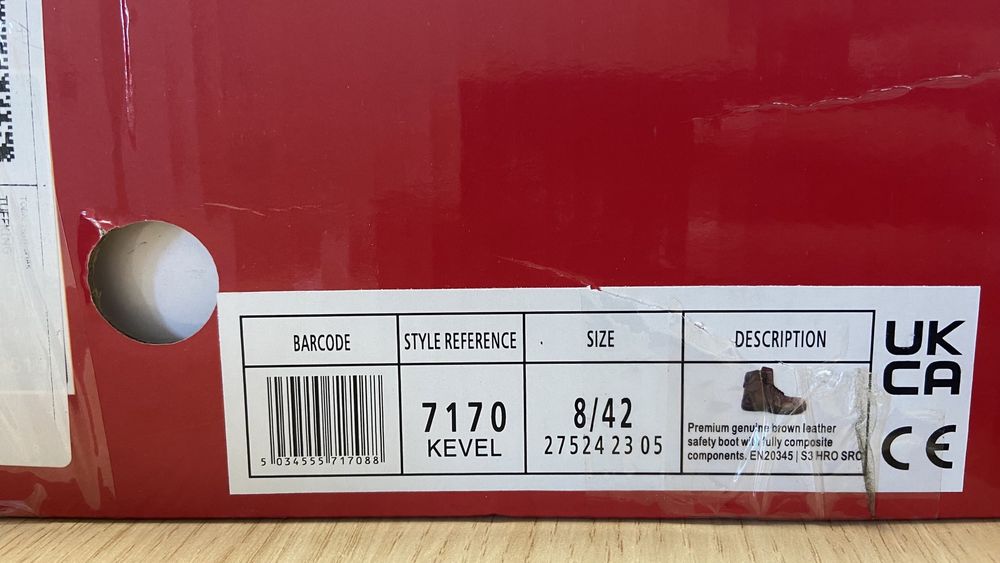 BARCODE
STYLE REFERENCE
SIZE
DESCRIPTION
5 034555 717088
7170
KEVEL
8/42
27524 23 05
Premium genuine brown leather
safety boot with fully composite
components. EN20345 | S3 HRO SRC
UK
CA
CE